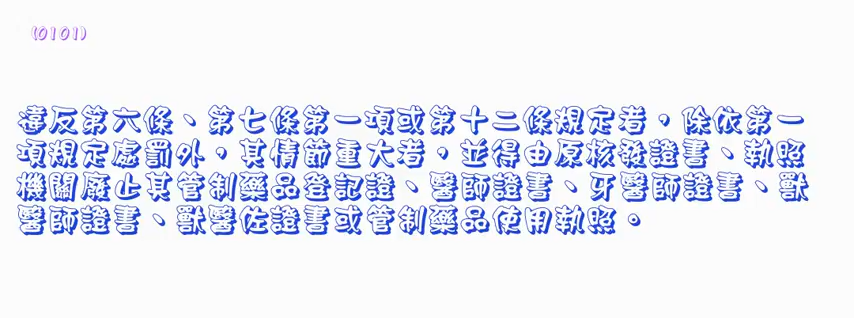 (0101)
違反第六條、第七條第一項或第十二條規定者，除依第一
項規定處罰外，其情節重大者，並得由原核發證書、執照
機關廢止其管制藥品登記證、醫師證書、牙醫師證書、獸
醫師證書、獸醫佐證書或管制藥品使用執照。